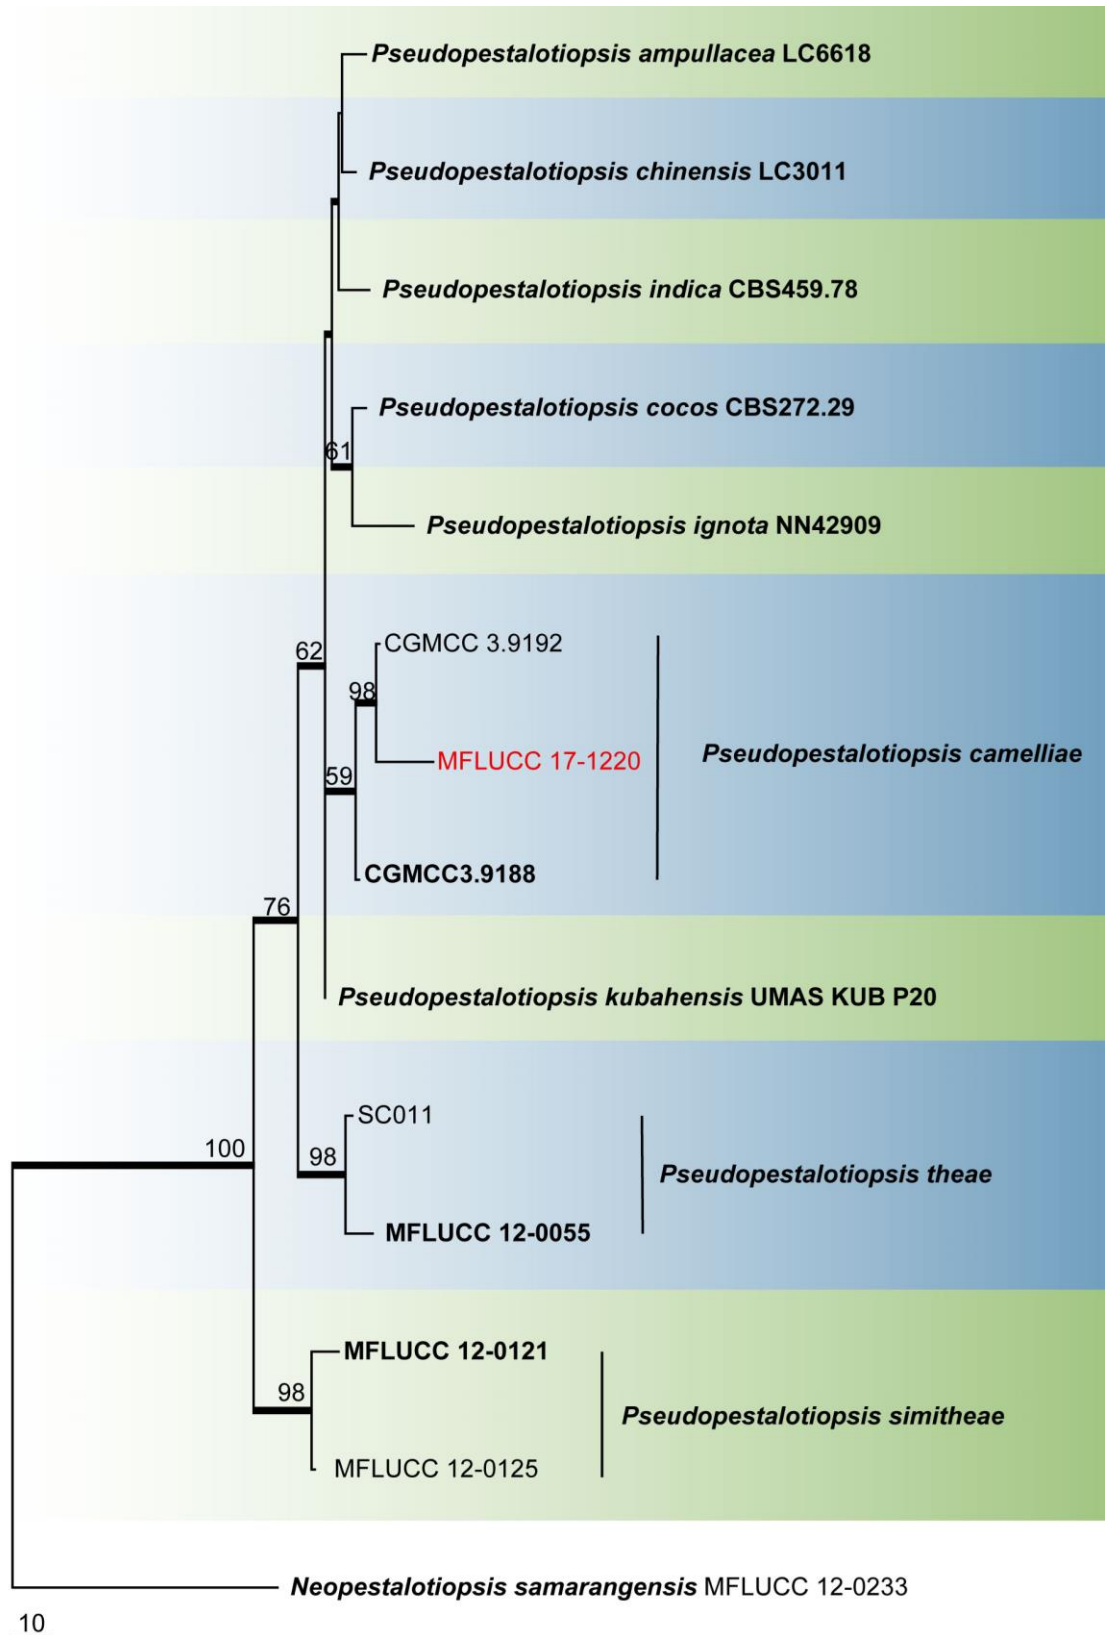 Pseudopestalotiopsis ampullacea LC6618
Pseudopestalotiopsis chinensis LC3011
Pseudopestalotiopsis indica CBS459.78
Pseudopestalotiopsis cocos CBS272.29
61
Pseudopestalotiopsis ignota NN42909
CGMCC 3.9192
62
98
MFLUCC 17-1220
Pseudopestalotiopsis camelliae
59
CGMCC3.9188
76
Pseudopestalotiopsis kubahensis UMAS KUB P20
SC011
100
98
Pseudopestalotiopsis theae
MFLUCC 12-0055
MFLUCC 12-0121
98
Pseudopestalotiopsis simitheae
MFLUCC 12-0125
Neopestalotiopsis samarangensis MFLUCC 12-0233
10